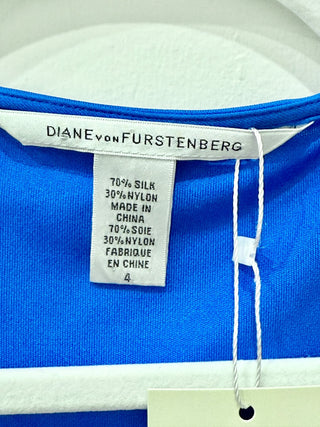 DIANE VON FURSTENBERG
70% SILK
30% NYLON
MADE IN
CHINA
70% SOIE
30% NYLON
FABRIQUE
EN CHINE
4